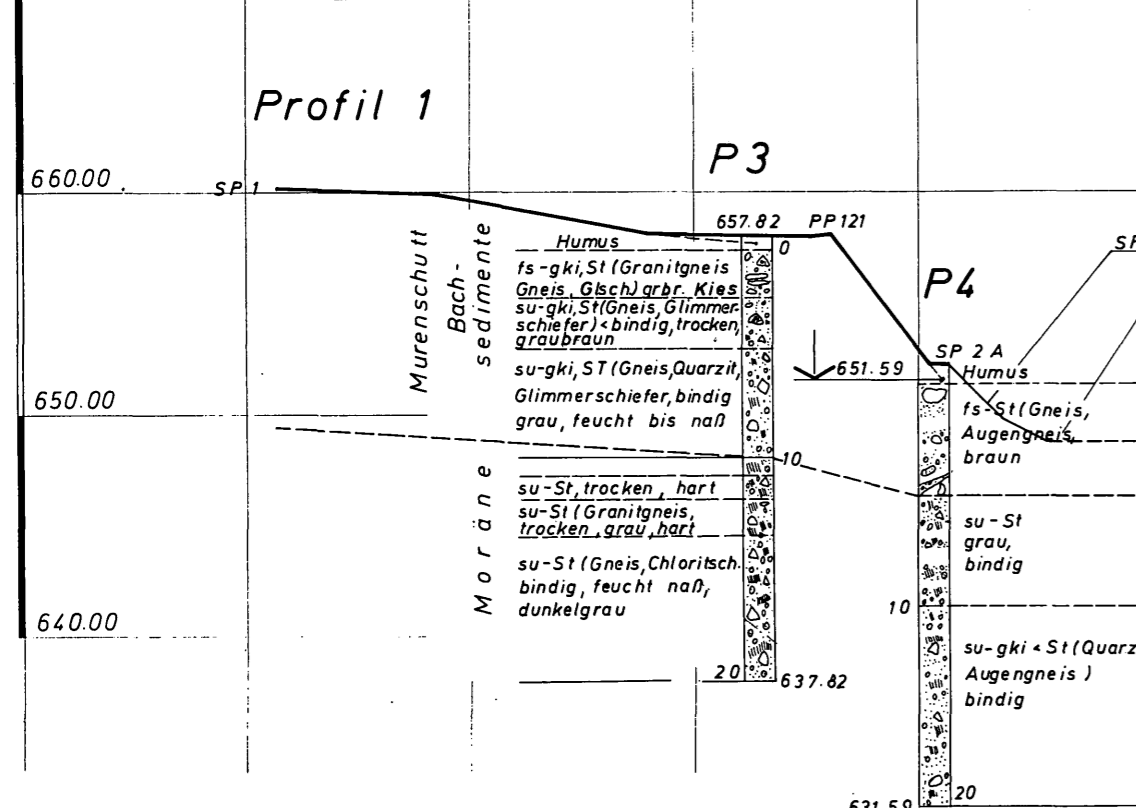 Profil 1
P3
660.00
SP 1
657.82
PP 121
Humus
0
fs-gki, St (Granitgneis
Gneis, Glsch) grbr. Kies
su-gki, St (Gneis, Glimmer-
schiefer) < bindig, trocken,
graubraun
su-gki, ST (Gneis, Quarzit,
Glimmerschiefer, bindig
grau, feucht bis naß
Murenschutt
Bach-
sedimente
P4
SP 2A
651.59
Humus
650.00
fs-St (Gneis,
Augengneis,
braun
10
Moräne
su-St, trocken, hart
su-St (Granitgneis,
trocken, grau, hart
su-St (Gneis, Chloritsch.
bindig, feucht naß,
dunkelgrau
su - St
grau,
bindig
10
640.00
su-gki < St (Quarz
Augengneis)
bindig
20
637.82
20
631.59